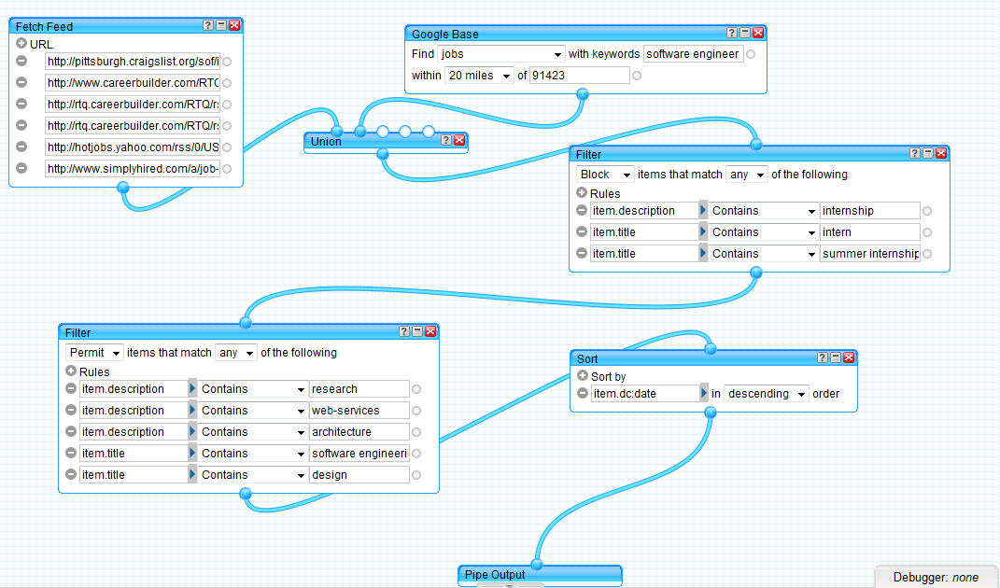 Fetch Feed
URL
http://pittsburgh.craigslist.org/sof/i
http://www.careerbuilder.com/RTQ
http://rtq.careerbuilder.com/RTQ/rs
http://rtq.careerbuilder.com/RTQ/rs
http://hotjobs.yahoo.com/rss/0/US
http://www.simplyhired.com/a/job-
Google Base
Find jobs with keywords software engineer
within 20 miles of 91423
Union
Filter
Block items that match any of the following
Rules
item.description Contains internship
item.title Contains intern
item.title Contains summer internship
Filter
Permit items that match any of the following
Rules
item.description Contains research
item.description Contains web-services
item.description Contains architecture
item.title Contains software engineeri
item.title Contains design
Sort
Sort by
item.dc:date in descending order
Pipe Output
Debugger: none